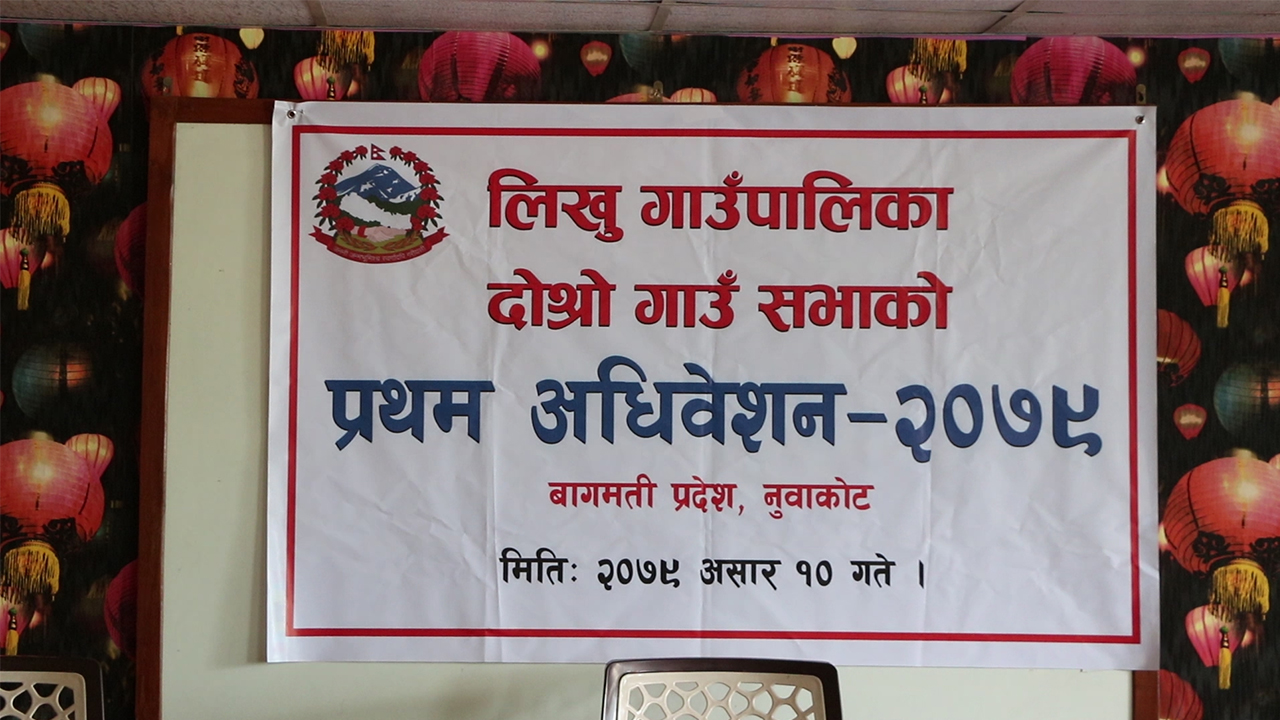 लिखु गाउँपालिका
दोश्रो गाउँ सभाको
प्रथम अधिवेशन-२०७९
बागमती प्रदेश, नुवाकोट
मितिः २०७९ असार १० गते ।